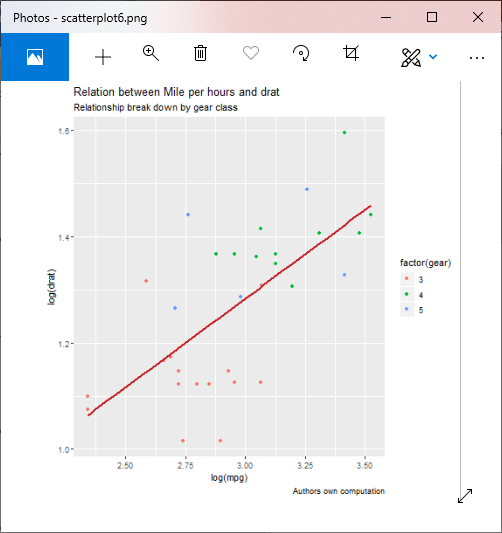 Photos - scatterplot6.png
Relation between Mile per hours and drat
Relationship break down by gear class
1.6
1.4
1.2
1.0
log(drat)
2.50 2.75 3.00 3.25 3.50
log(mpg)
factor(gear)
3
4
5
Authors own computation